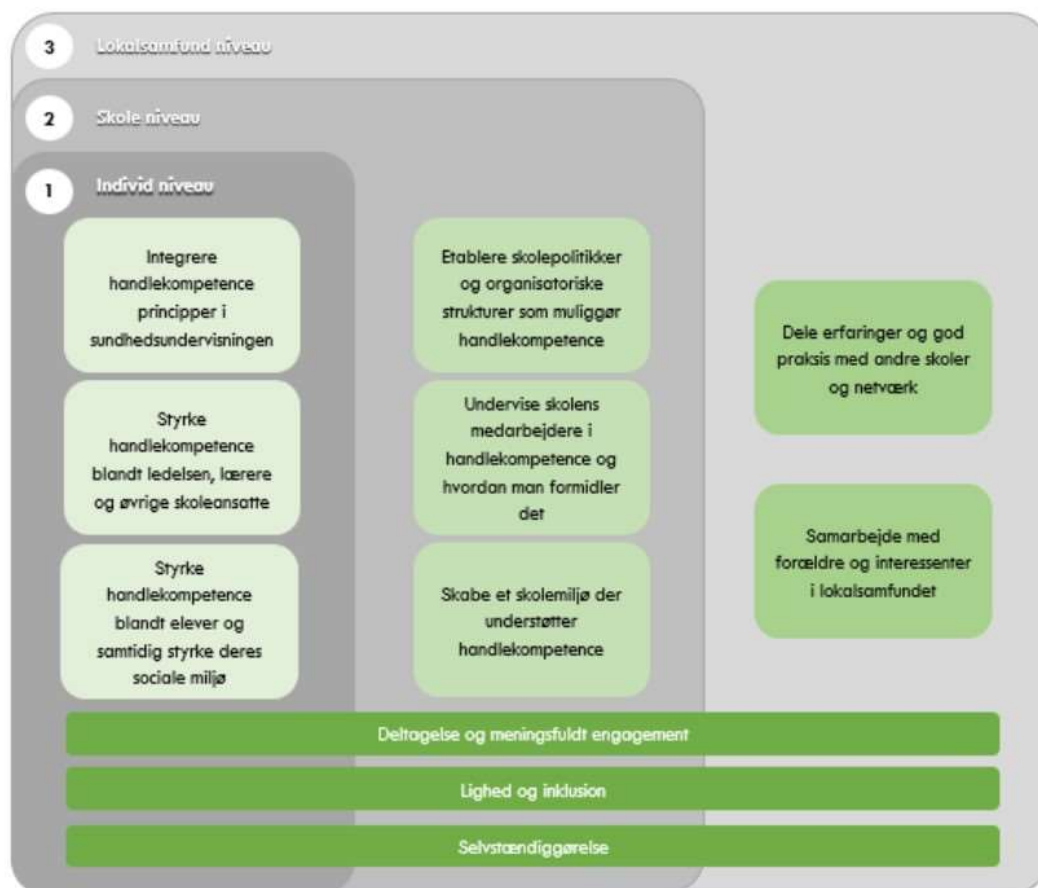 3
Lokalsamfund niveau
2
Skole niveau
1
Individ niveau
Integrere
handlekompetence
principper i
sundhedsundervisningen
Styrke
handlekompetence
blandt ledelsen, lærere
og øvrige skoleansatte
Styrke
handlekompetence
blandt elever og
samtidig styrke deres
sociale miljø
Etablere skolepolitikker
og organisatoriske
strukturer som muliggør
handlekompetence
Undervise skolens
medarbejdere i
handlekompetence og
hvordan man formidler
det
Skabe et skolemiljø der
understøtter
handlekompetence
Dele erfaringer og god
praksis med andre skoler
og netværk
Samarbejde med
forældre og interessenter
i lokalsamfundet
Deltagelse og meningsfuldt engagement
Lighed og inklusion
Selvstændiggørelse